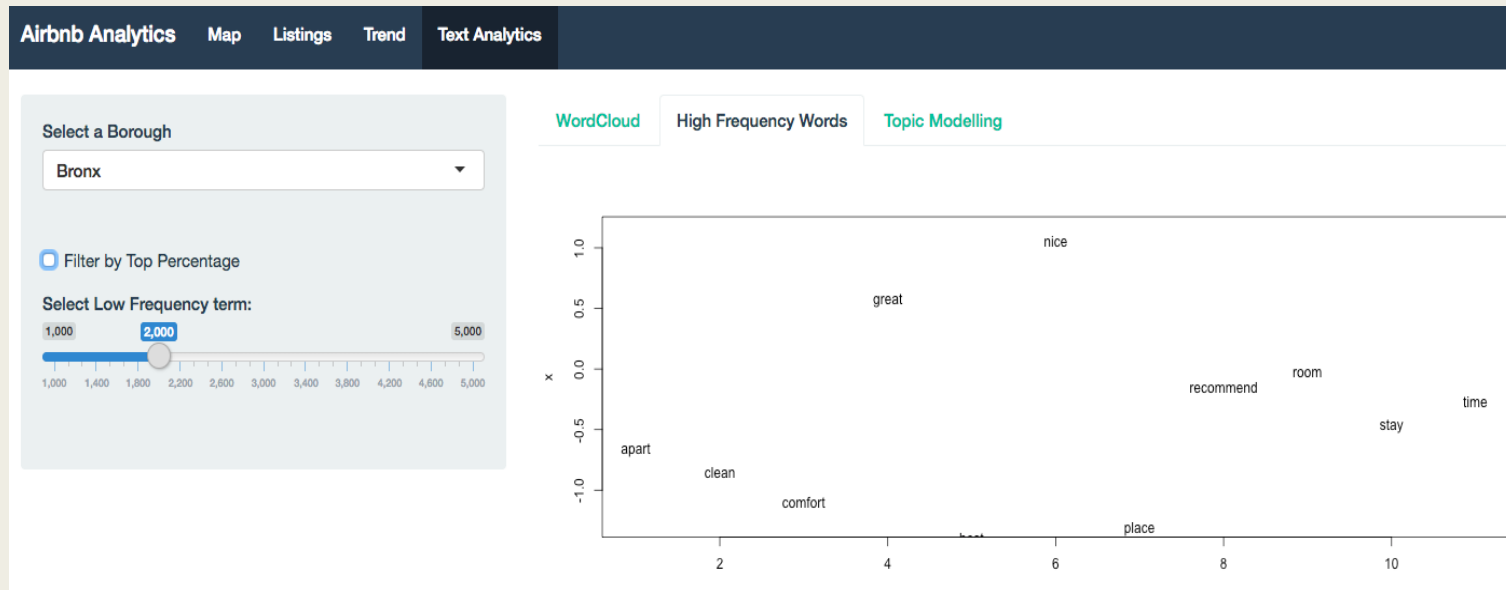 Airbnb Analytics Map Listings Trend Text Analytics
Select a Borough
Bronx
Filter by Top Percentage
Select Low Frequency term:
1,000 2,000 5,000
1,000 1,400 1,800 2,200 2,600 3,000 3,400 3,800 4,200 4,600 5,000
WordCloud High Frequency Words Topic Modelling
1.0
0.5
0.0
-0.5
-1.0
x
nice
great
room
recommend
time
stay
apart
clean
comfort
place
2 4 6 8 10